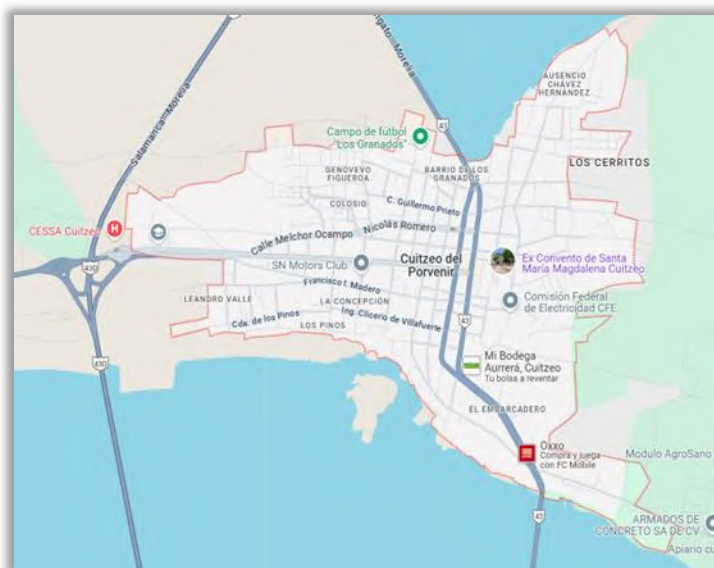 AUSENCIO
CHÁVEZ
HERNÁNDEZ
Salamanca - Morelia
Morelia
43
Campo de fútbol
"Los Granados"
LOS CERRITOS
GENOVEVO
FIGUEROA
BARRIO DE LOS
GRANADOS
COLOSIO
C. Guillermo Prieto
CESSA Cuitzeo
H
Calle Melchor Ocampo
Nicolás Romero
Cuitzeo del
Porvenir
Ex Convento de Santa
María Magdalena Cuitzeo
43D
SN Motors Club
Francisco I. Madero
LEANDRO VALLE
LA CONCEPCIÓN
Comisión Federal
de Electricidad CFE
Cda. de los Pinos
Ing. Clicerio de Villafuerte
LOS PINOS
43
43D
Mi Bodega
Aurrerá, Cuitzeo
Tu bolsa a reventar
EL EMBARCADERO
Oxxo
Compra y juega
con FC Mobile
Modulo AgroSano
43
ARMADOS DE
CONCRETO SA DE CV
Apiario cu